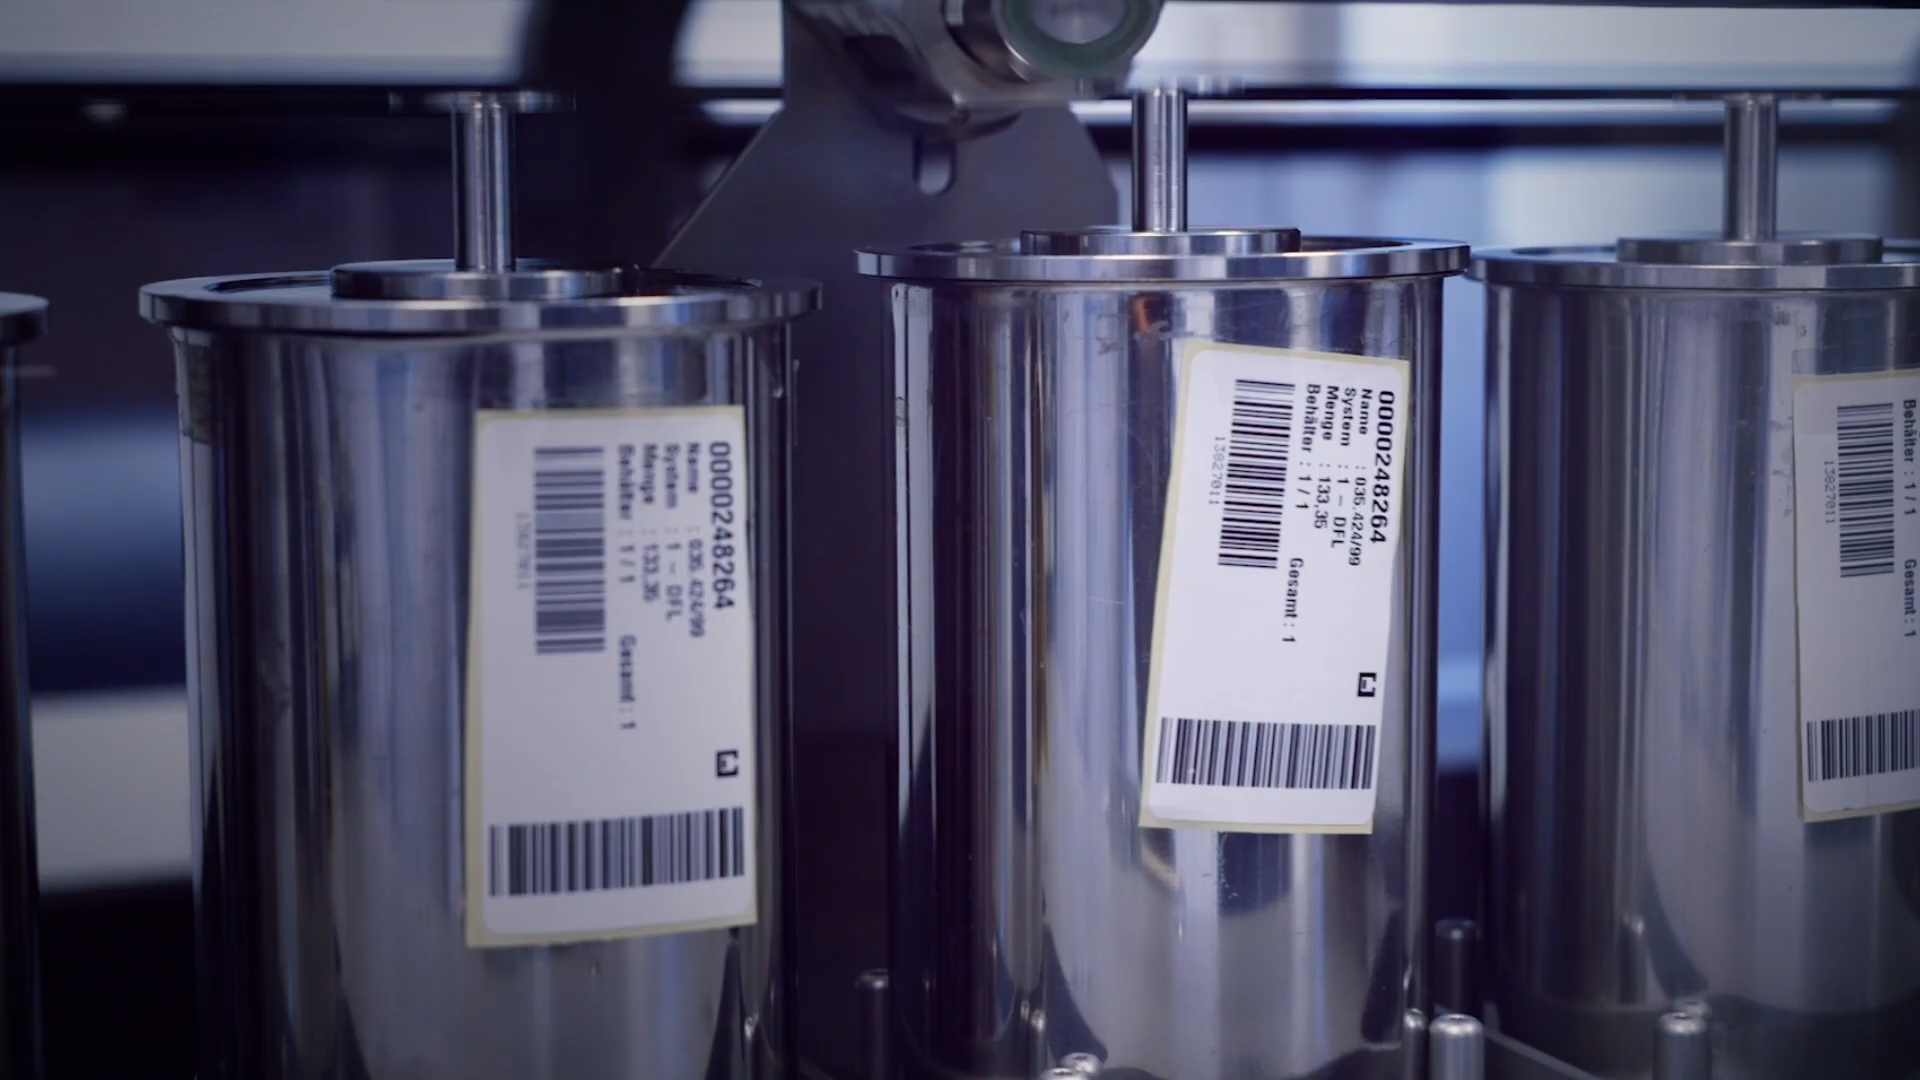 0000248264
Name : 035.424/99
System : 1 – DFL
Menge : 133,35
Behälter : 1 / 1 Gesamt : 1
13827011
0000248264
Name : 035.424/99
System : 1 – DFL
Menge : 133,35
Behälter : 1 / 1 Gesamt : 1
13827011
Behälter : 1 / 1 Gesamt : 1
13827011